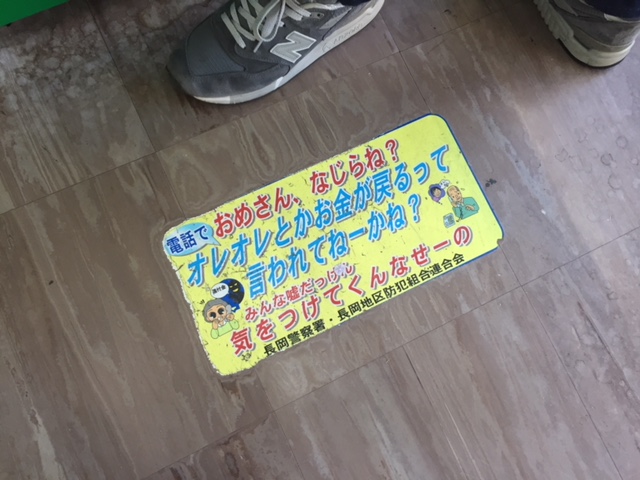 おめさん、なじらね?
電話で
オレオレとかお金が戻るって
言われてねーかね?
みんな嘘だっけん
気をつけてくんなせーの
長岡警察署・長岡地区防犯組合連合会
N